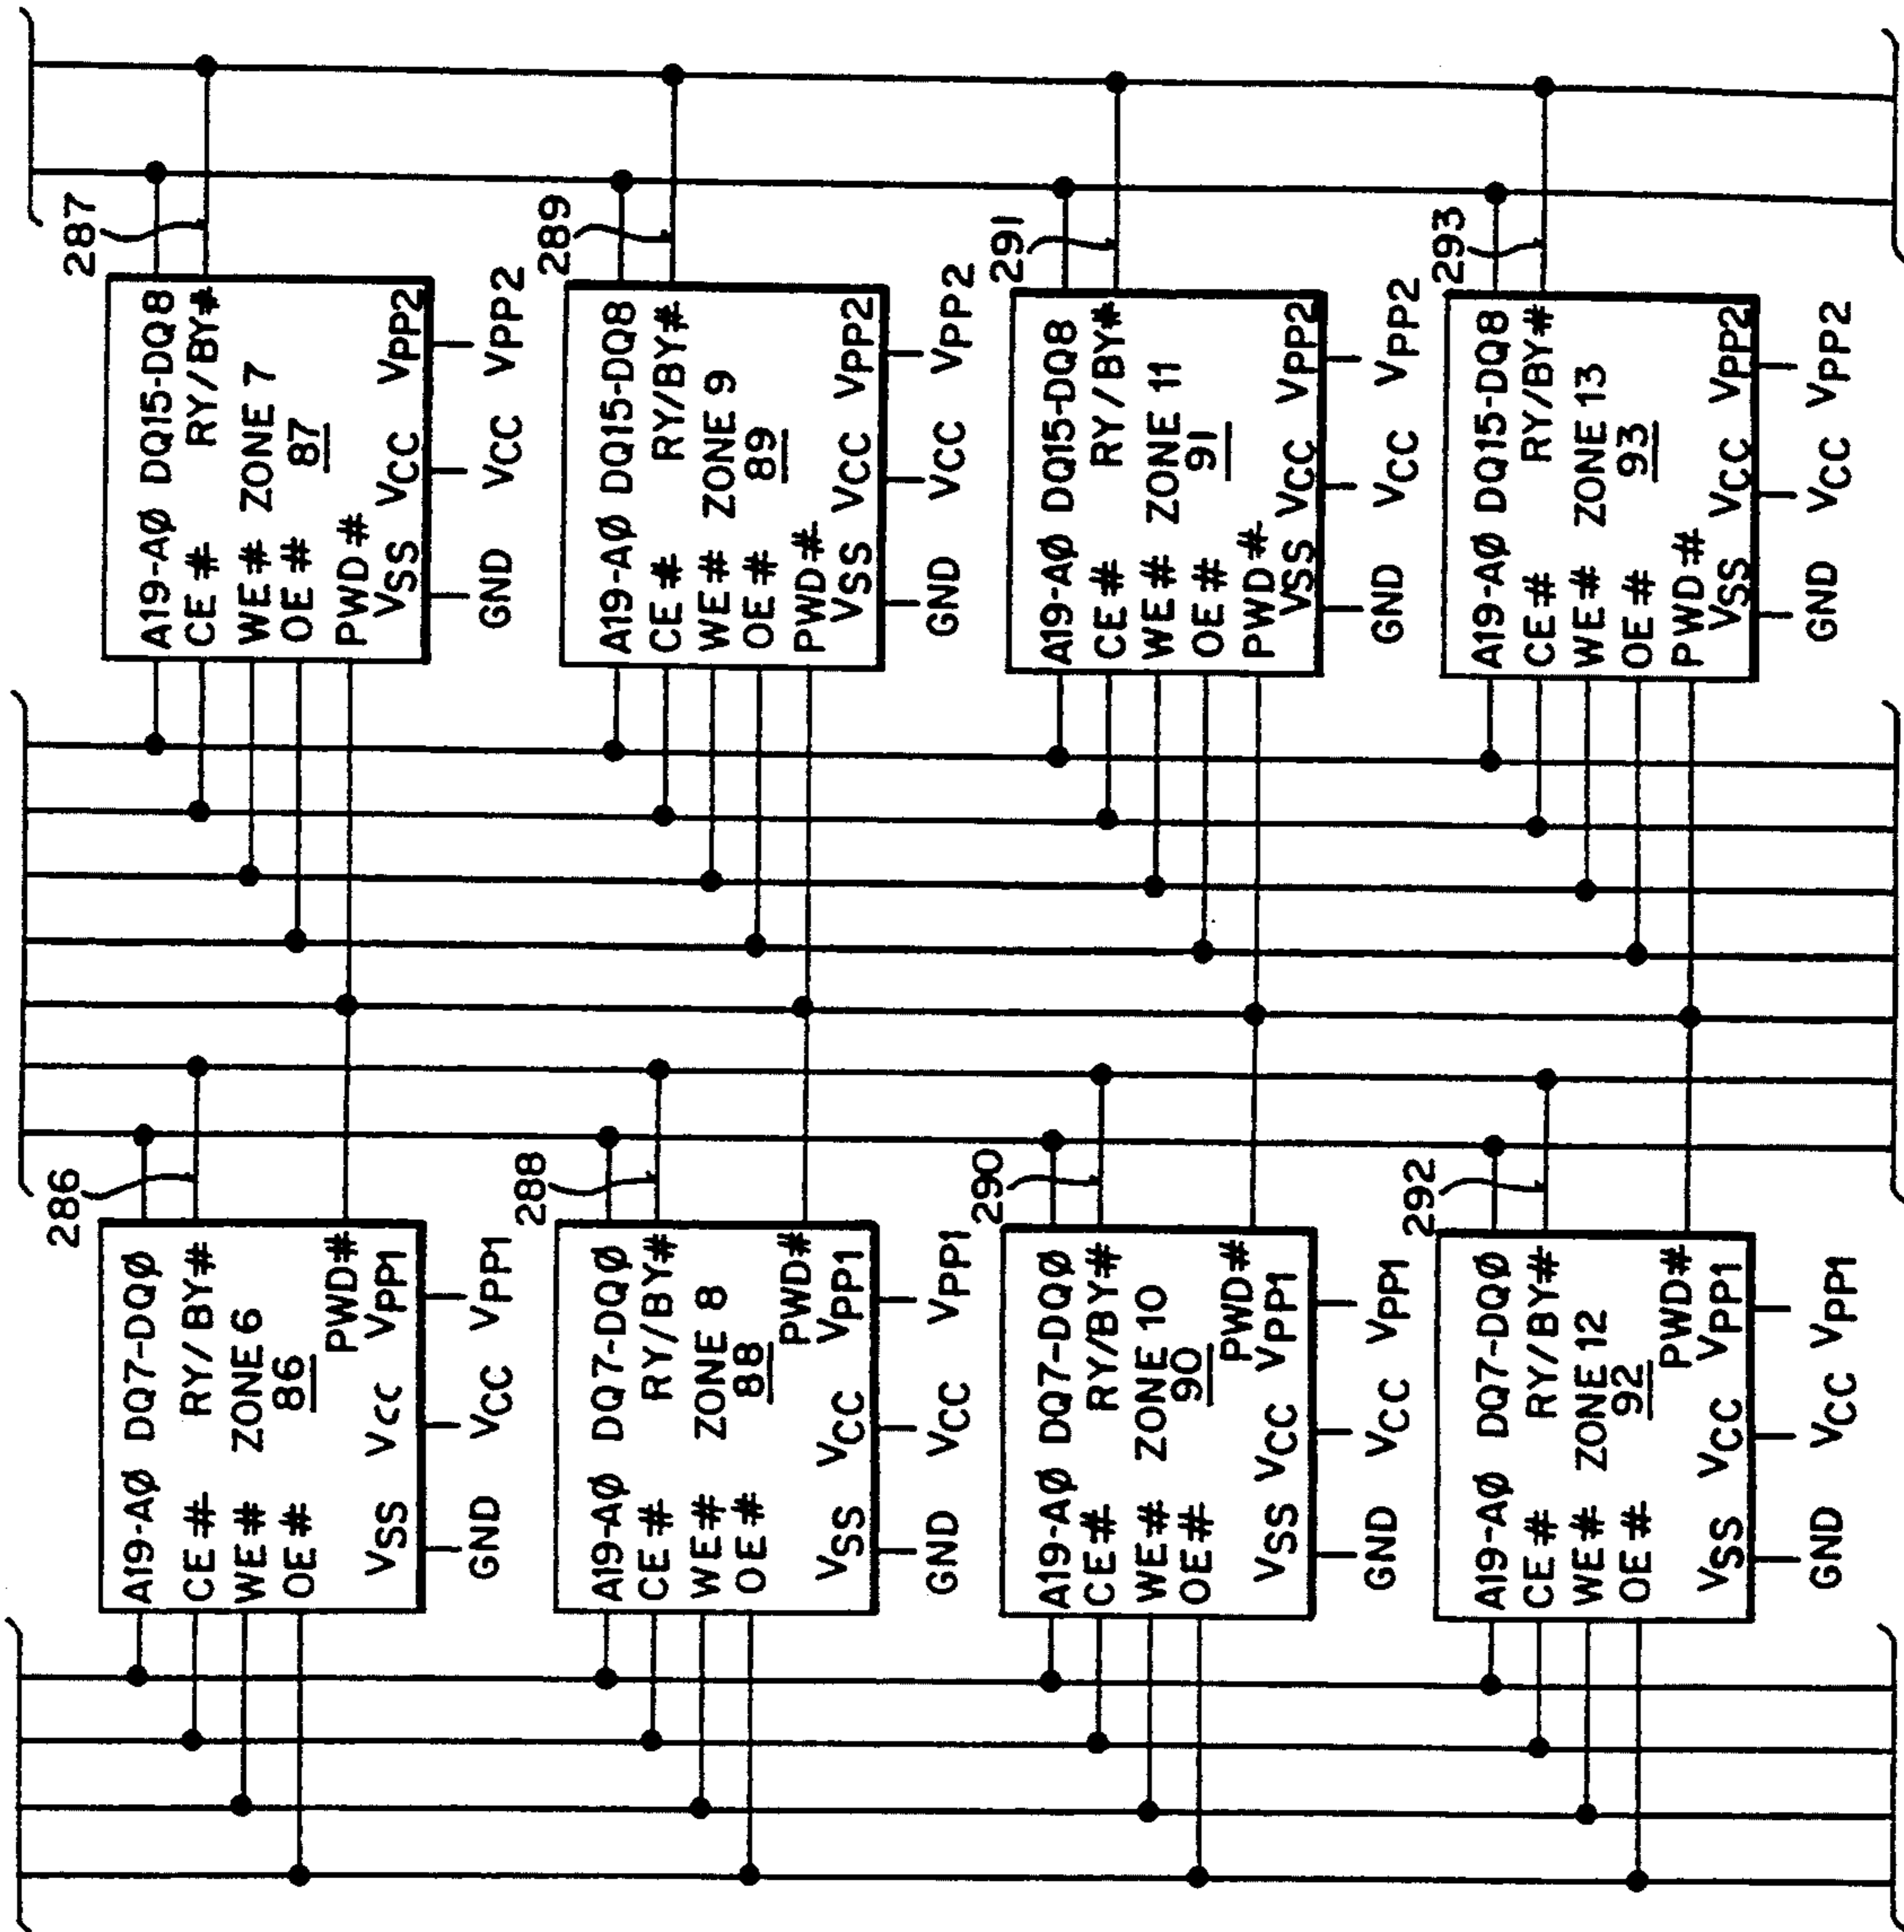 286
A19-AØ DQ7-DQØ
CE# RY/BY#
WE# ZONE 6
OE# 86
PWD#
VSS VCC VPP1
GND VCC VPP1
287
A19-AØ DQ15-DQ8
CE# RY/BY#
WE# ZONE 7
OE# 87
PWD#
VSS VCC VPP2
GND VCC VPP2
288
A19-AØ DQ7-DQØ
CE# RY/BY#
WE# ZONE 8
OE# 88
PWD#
VSS VCC VPP1
GND VCC VPP1
289
A19-AØ DQ15-DQ8
CE# RY/BY#
WE# ZONE 9
OE# 89
PWD#
VSS VCC VPP2
GND VCC VPP2
290
A19-AØ DQ7-DQØ
CE# RY/BY#
WE# ZONE 10
OE# 90
PWD#
VSS VCC VPP1
GND VCC VPP1
291
A19-AØ DQ15-DQ8
CE# RY/BY#
WE# ZONE 11
OE# 91
PWD#
VSS VCC VPP2
GND VCC VPP2
292
A19-AØ DQ7-DQØ
CE# RY/BY#
WE# ZONE 12
OE# 92
PWD#
VSS VCC VPP1
GND VCC VPP1
293
A19-AØ DQ15-DQ8
CE# RY/BY#
WE# ZONE 13
OE# 93
PWD#
VSS VCC VPP2
GND VCC VPP2